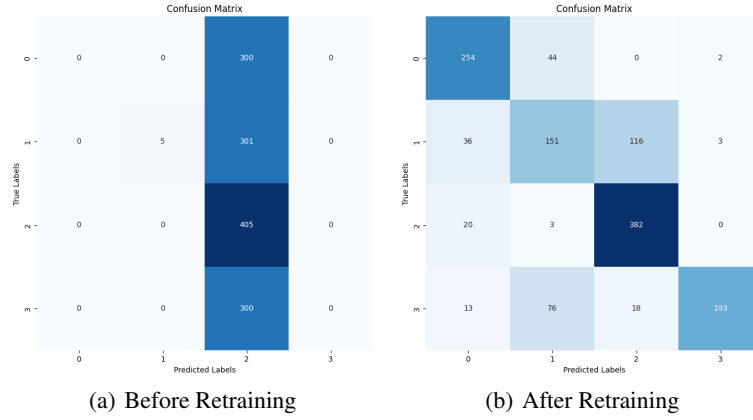 Confusion Matrix
0 0 300 0
0 5 301 0
0 0 405 0
0 0 300 0
0 1 2 3
0 1 2 3
True Labels
Predicted Labels
(a) Before Retraining
Confusion Matrix
254 44 0 2
36 151 116 3
20 3 382 0
13 76 18 193
0 1 2 3
0 1 2 3
True Labels
Predicted Labels
(b) After Retraining